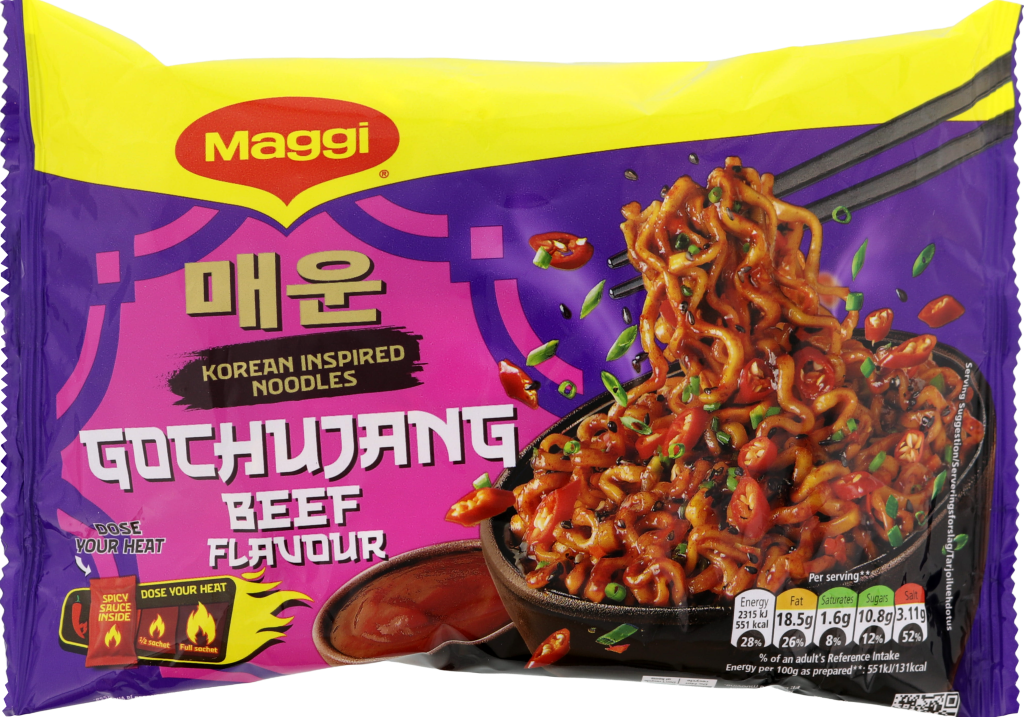 Maggi
®
매운
KOREAN INSPIRED
NOODLES
GOCHUJANG
BEEF
FLAVOUR
DOSE
YOUR HEAT
SPICY
SAUCE
INSIDE
DOSE YOUR HEAT
½ sachet
Full sachet
Serving Suggestion/Serveringsforslag/Tarjoiluehdotus
Per serving**
Energy
2315 kJ
551 kcal
28%
Fat
18.5g
26%
Saturates
1.6g
8%
Sugars
10.8g
12%
Salt
3.11g
52%
% of an adult's Reference Intake
Energy per 100g as prepared**: 551kJ/131kcal